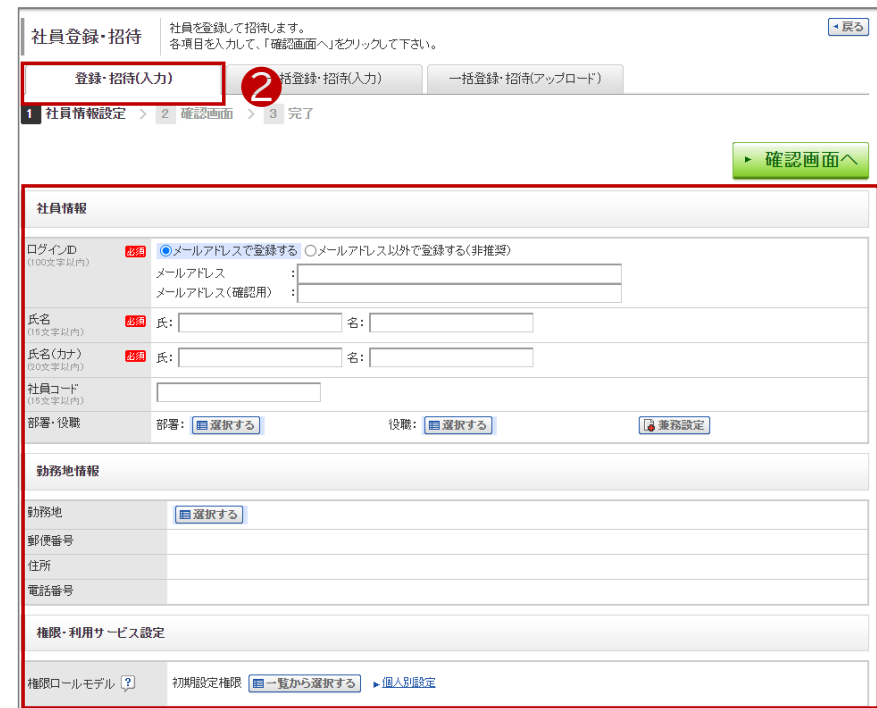 社員登録・招待
社員を登録して招待します。
各項目を入力して、「確認画面へ」をクリックして下さい。
戻る
登録・招待(入力)
2
括登録・招待(入力)
一括登録・招待(アップロード)
1 社員情報設定 > 2 確認画面 > 3 完了
確認画面へ
社員情報
ログインID 必須 メールアドレスで登録する メールアドレス以外で登録する(非推奨)
(100文字以内)
メールアドレス :
メールアドレス(確認用) :
氏名 必須 氏: 名:
(15文字以内)
氏名(カナ) 必須 氏: 名:
(20文字以内)
社員コード
(15文字以内)
部署・役職 部署: 選択する 役職: 選択する 兼務設定
勤務地情報
勤務地 選択する
郵便番号
住所
電話番号
権限・利用サービス設定
権限ロールモデル ? 初期設定権限 一覧から選択する 個人別設定